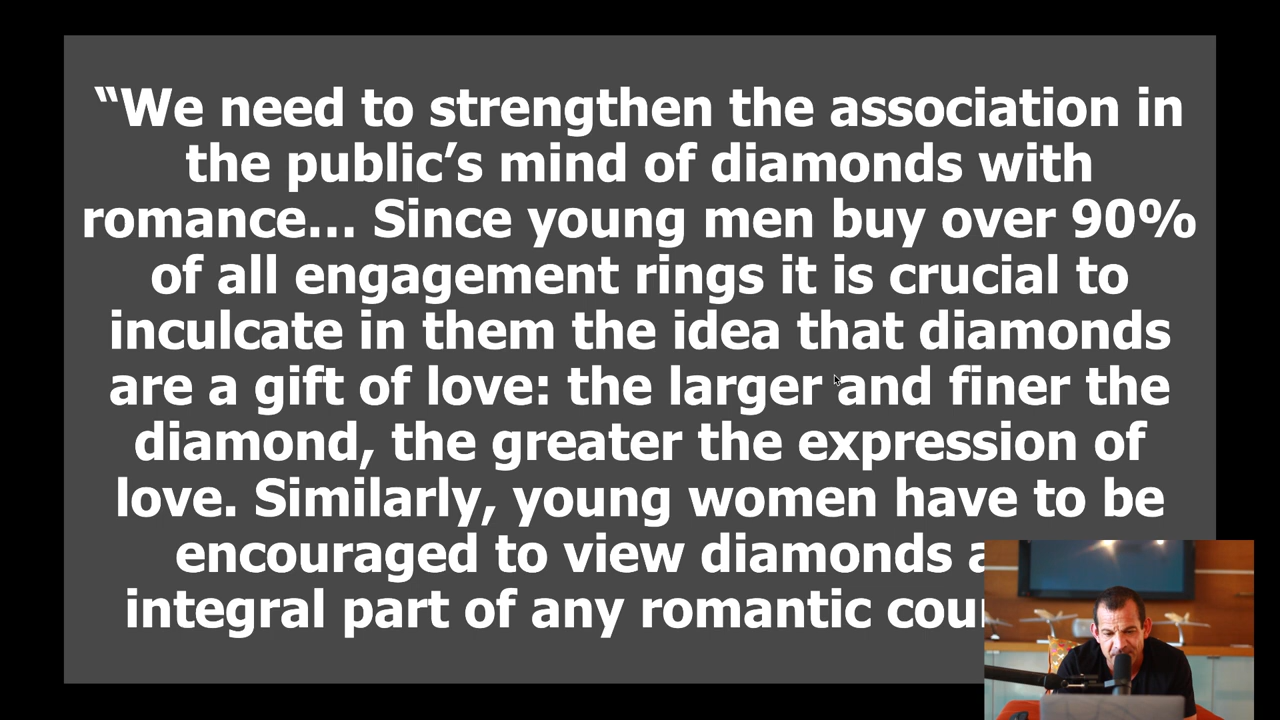 “We need to strengthen the association in
the public’s mind of diamonds with
romance... Since young men buy over 90%
of all engagement rings it is crucial to
inculcate in them the idea that diamonds
are a gift of love: the larger and finer the
diamond, the greater the expression of
love. Similarly, young women have to be
encouraged to view diamonds
integral part of any romantic